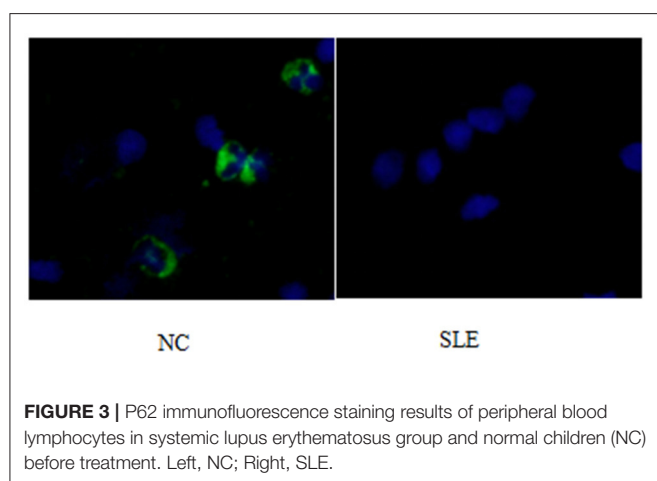 NC
SLE
FIGURE 3 | P62 immunofluorescence staining results of peripheral blood
lymphocytes in systemic lupus erythematosus group and normal children (NC)
before treatment. Left, NC; Right, SLE.